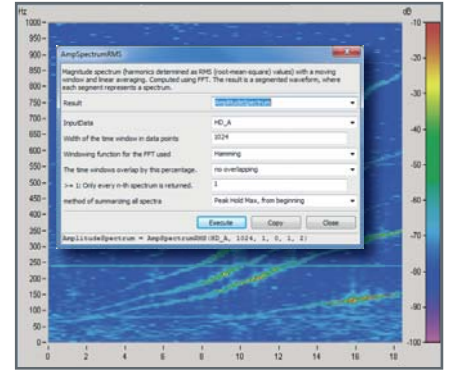 Hz
dB
1000-
950-
900-
850-
800-
750-
700-
650-
600-
550-
500-
450-
400-
350-
300-
250-
200-
150-
100-
50-
0-
0 2 4 6 8 10 12 14 16 18
-10
-20
-30
-40
-50
-60
-70
-80
-90
-100
AmpSpectrumRMS
Magnitude spectrum (harmonics determined as RMS (root-mean-square) values) with a moving
window and linear averaging. Computed using FFT. The result is a segmented waveform, where
each segment represents a spectrum.
Result AmplitudeSpectrum
InputData HD_A
Width of the time window in data points 1024
Windowing function for the FFT used Hamming
The time windows overlap by this percentage. no overlapping
>= 1: Only every n-th spectrum is returned. 1
method of summarizing all spectra Peak Hold Max, from beginning
Execute Copy Close
AmplitudeSpectrum = AmpSpectrumRMS(HD_A, 1024, 1, 0, 1, 2)